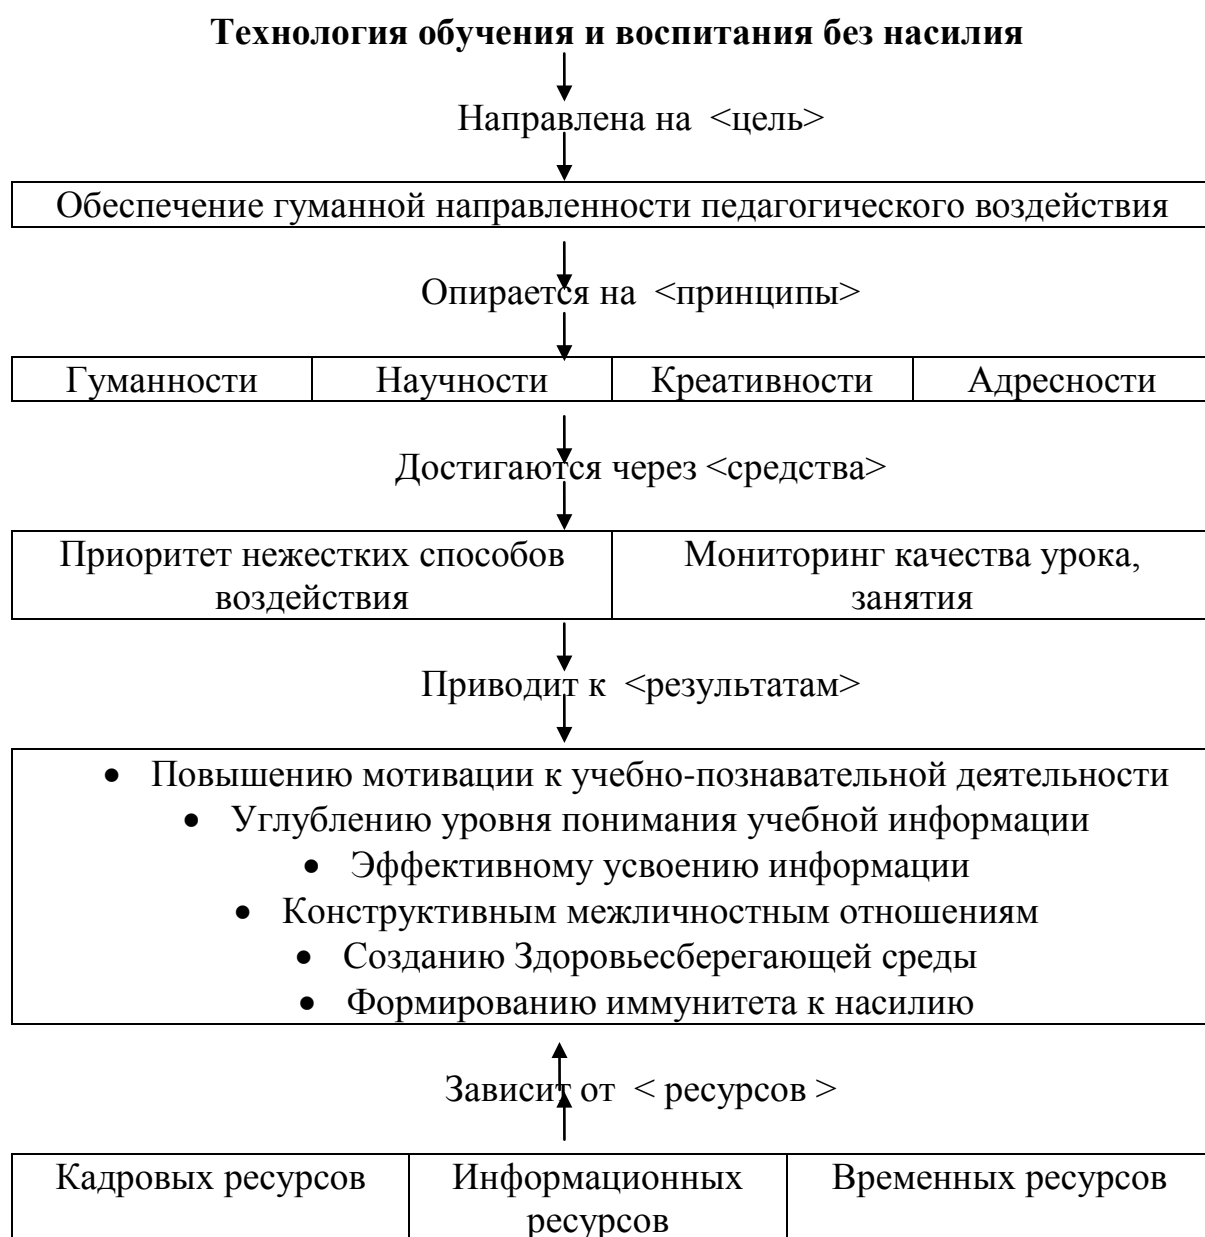 Технология обучения и воспитания без насилия
Направлена на <цель>
Обеспечение гуманной направленности педагогического воздействия
Опирается на <принципы>
Гуманности Научности Креативности Адресности
Достигаются через <средства>
Приоритет нежестких способов воздействия
Мониторинг качества урока, занятия
Приводит к <результатам>
• Повышению мотивации к учебно-познавательной деятельности
• Углублению уровня понимания учебной информации
• Эффективному усвоению информации
• Конструктивным межличностным отношениям
• Созданию Здоровьесберегающей среды
• Формированию иммунитета к насилию
Зависит от < ресурсов >
Кадровых ресурсов
Информационных ресурсов
Временных ресурсов